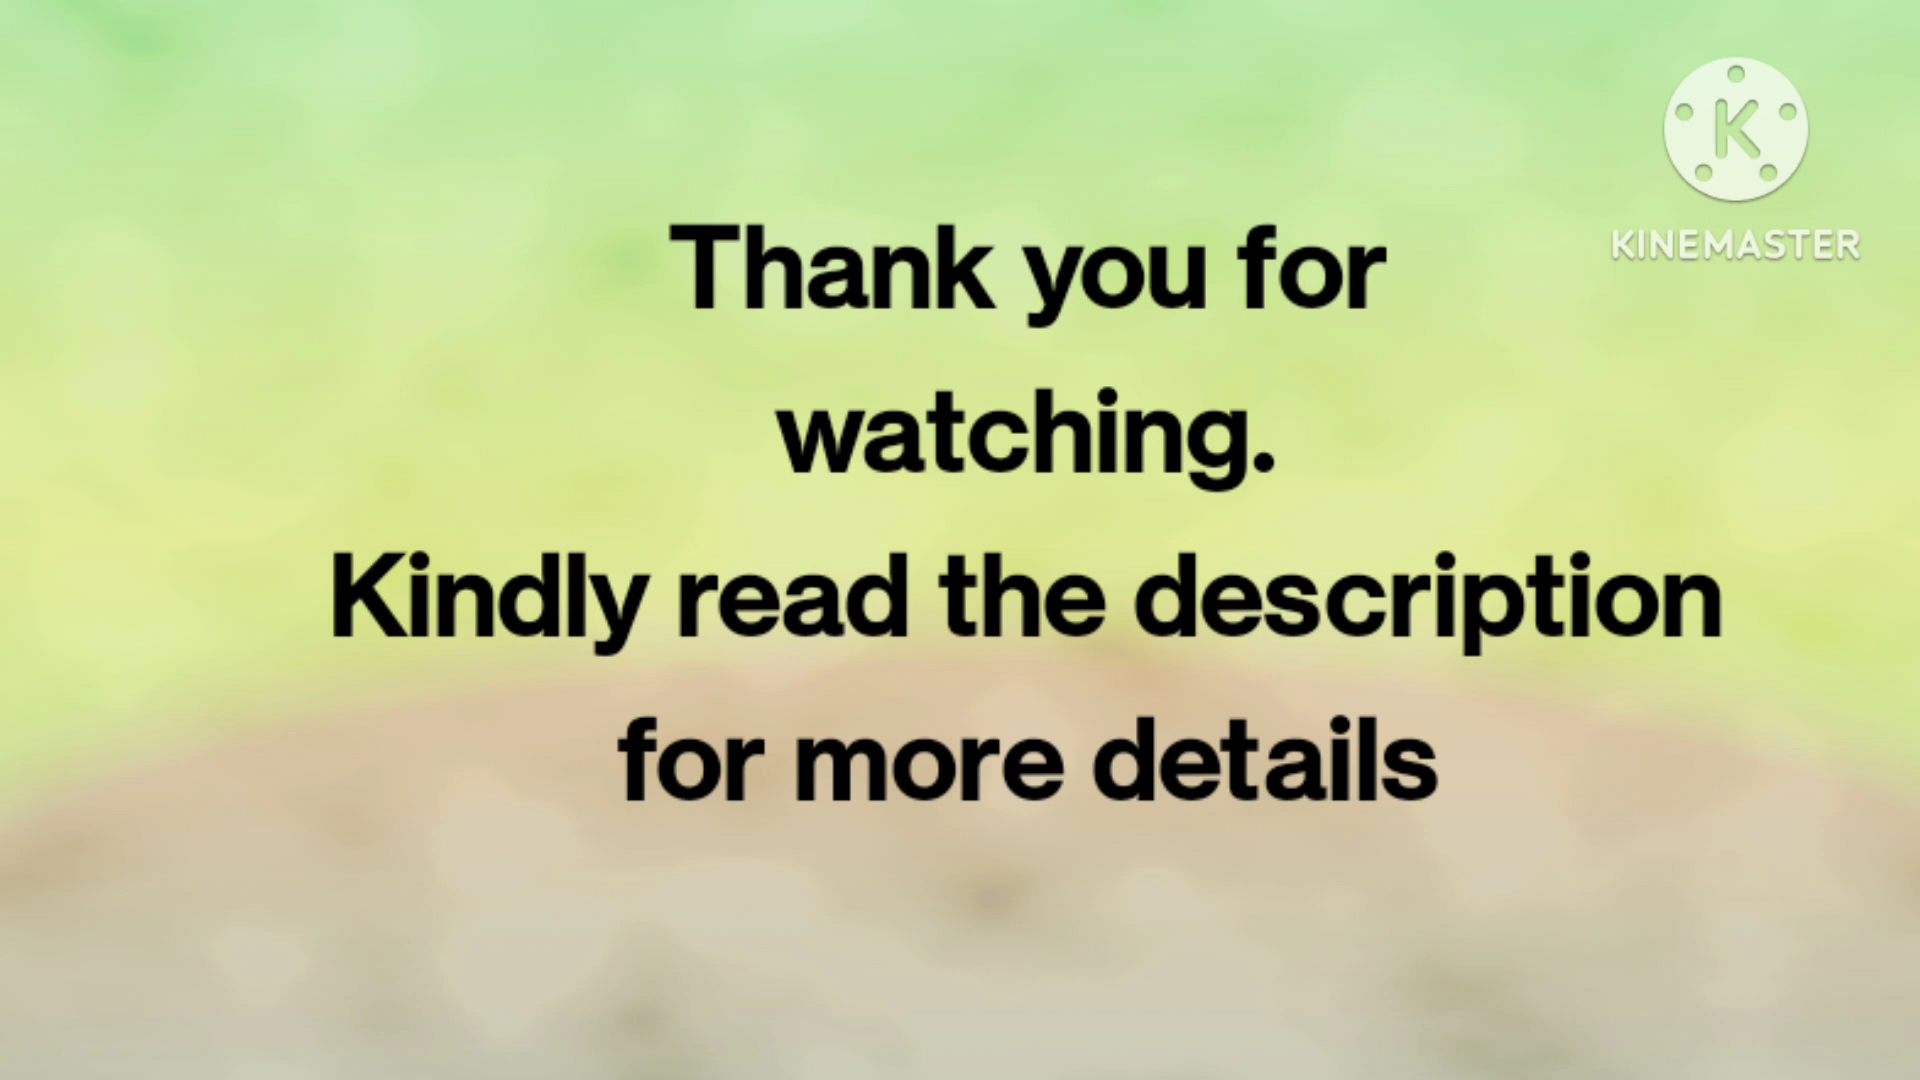 K
KINEMASTER
Thank you for
watching.
Kindly read the description
for more details